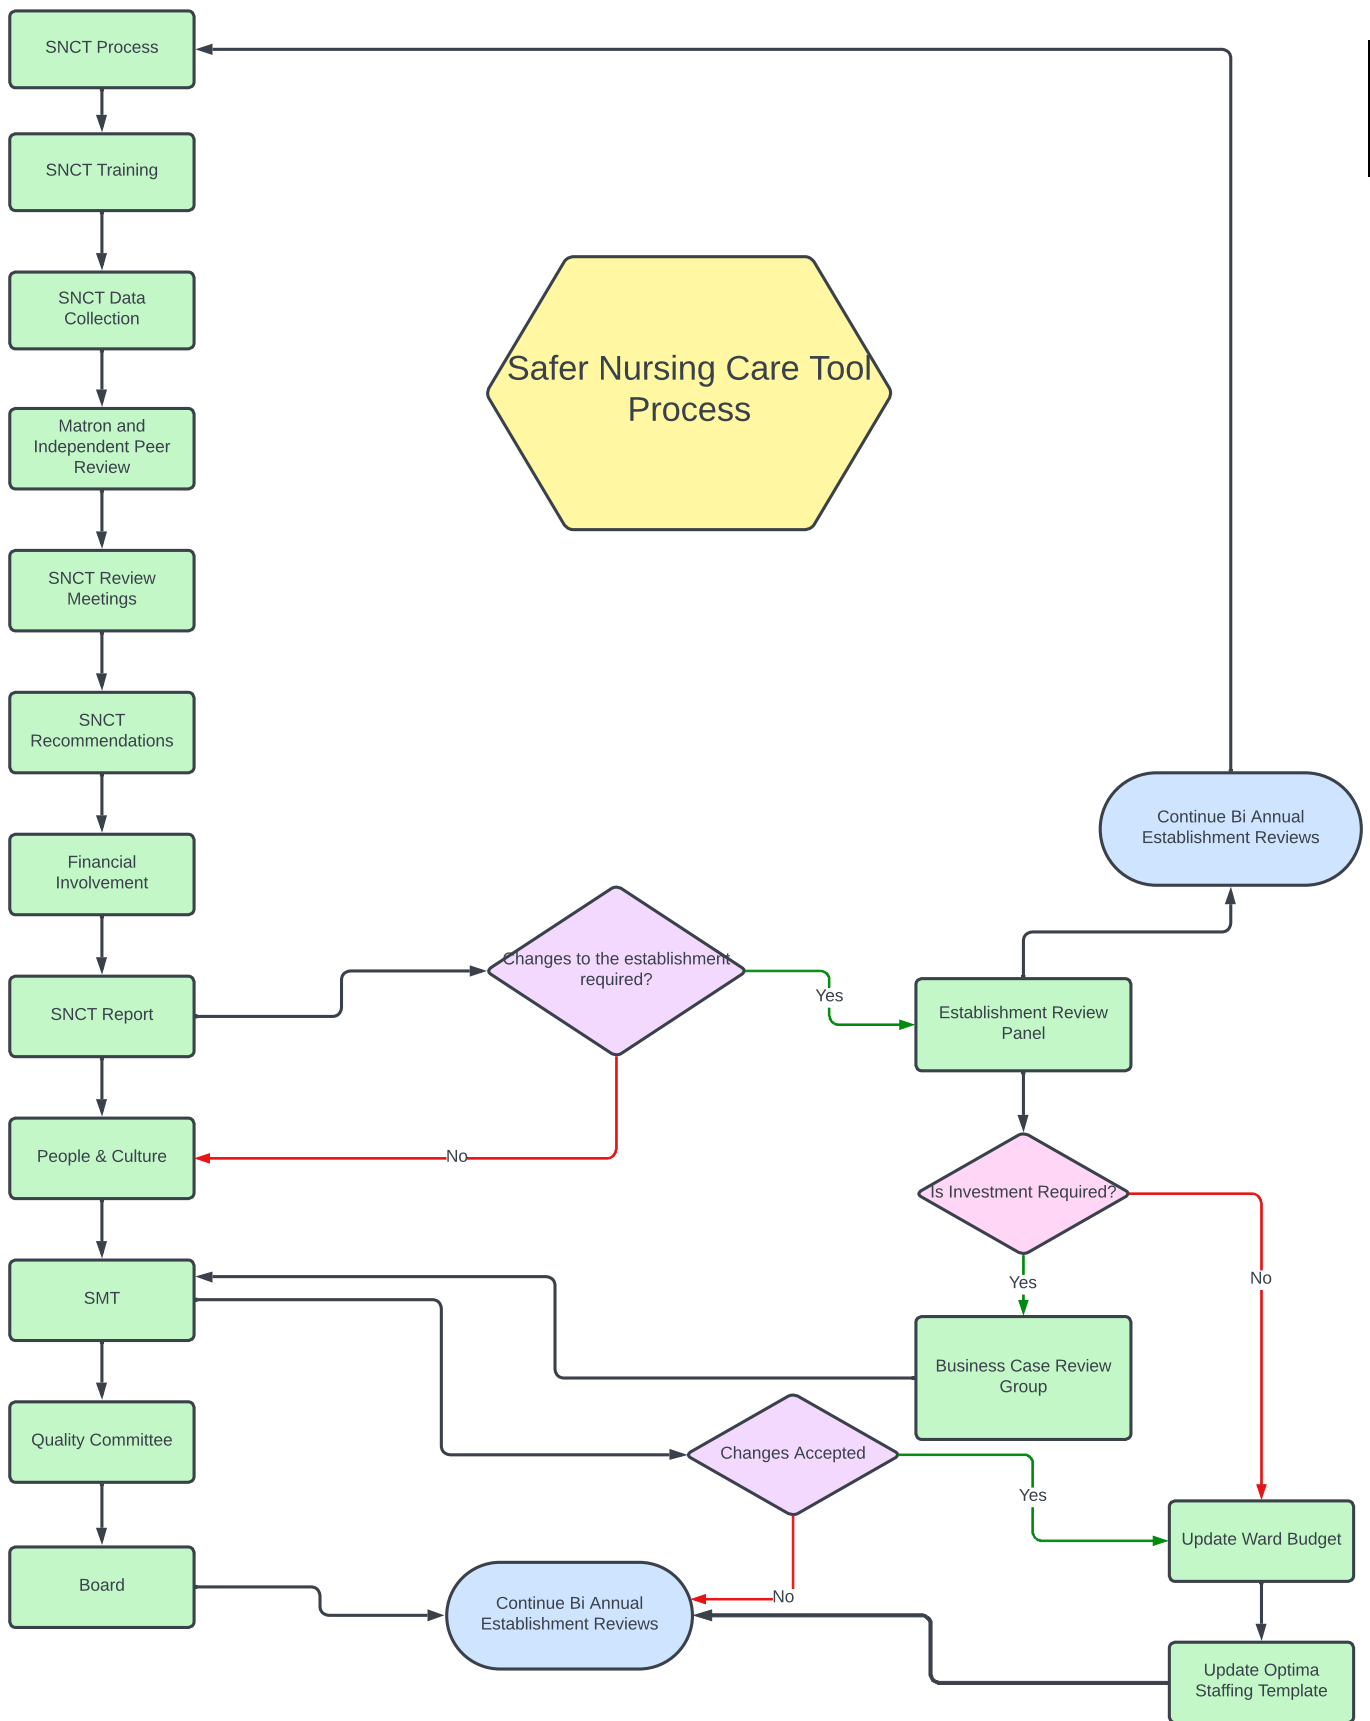 SNCT Process
SNCT Training
SNCT Data
Collection
Safer Nursing Care Tool
Process
Matron and
Independent Peer
Review
SNCT Review
Meetings
SNCT
Recommendations
Continue Bi Annual
Establishment Reviews
Financial
Involvement
Changes to the establishment
required?
Yes
SNCT Report
Establishment Review
Panel
People & Culture
No
Is Investment Required?
Yes
No
SMT
Business Case Review
Group
Quality Committee
Changes Accepted
Yes
Update Ward Budget
Board
No
Continue Bi Annual
Establishment Reviews
Update Optima
Staffing Template